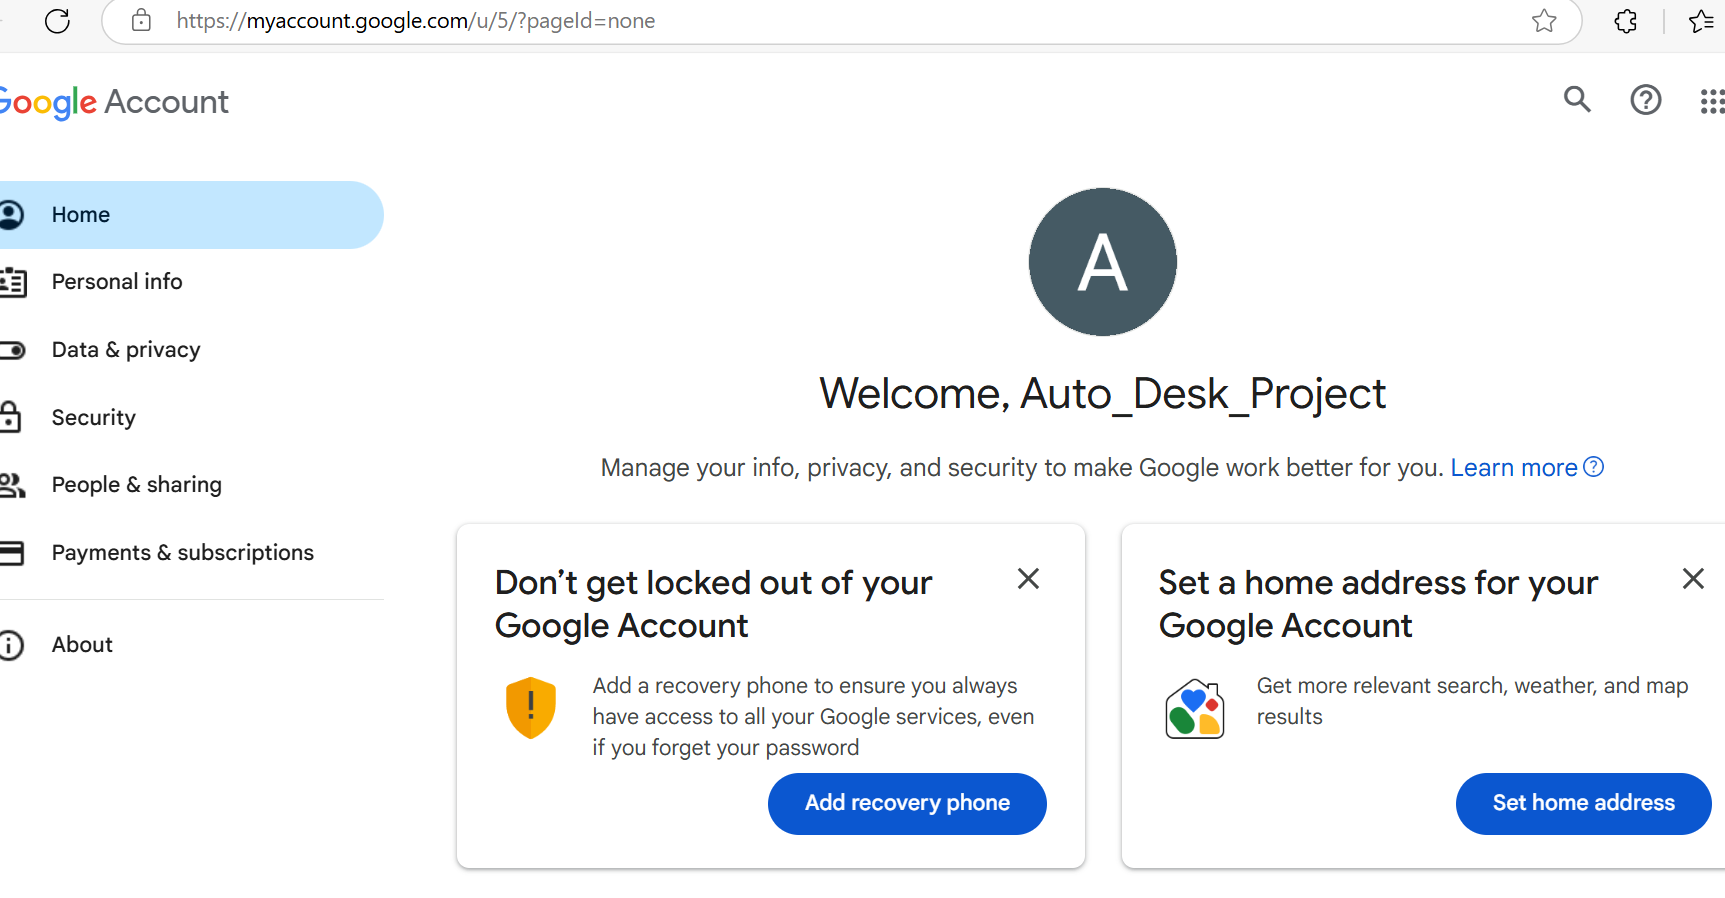 https://myaccount.google.com/u/5/?pageId=none
Google Account
Home
Personal info
Data & privacy
Security
People & sharing
Payments & subscriptions
About
A
Welcome, Auto_Desk_Project
Manage your info, privacy, and security to make Google work better for you. Learn more
Don’t get locked out of your
Google Account
Add a recovery phone to ensure you always
have access to all your Google services, even
if you forget your password
Add recovery phone
Set a home address for your
Google Account
Get more relevant search, weather, and map
results
Set home address